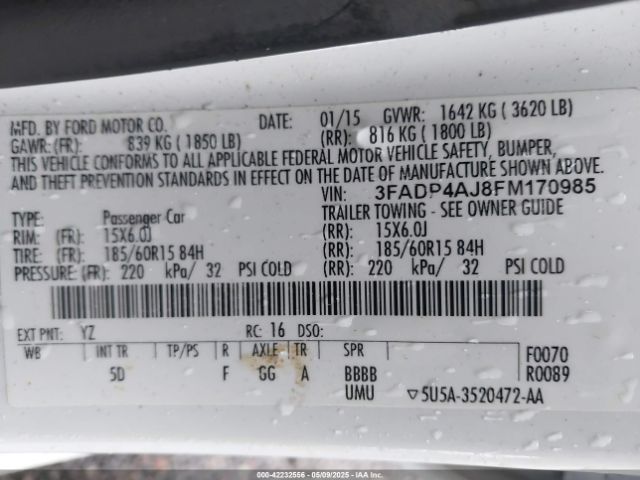 MFD. BY FORD MOTOR CO. DATE: 01/15 GVWR: 1642 KG ( 3620 LB)
GAWR: (FR): 839 KG ( 1850 LB) (RR): 816 KG ( 1800 LB)
THIS VEHICLE CONFORMS TO ALL APPLICABLE FEDERAL MOTOR VEHICLE SAFETY, BUMPER,
AND THEFT PREVENTION STANDARDS IN EFFECT ON THE DATE OF MANUFACTURE SHOWN ABOVE.
VIN: 3FADP4AJ8FM170985
TYPE: Passenger Car TRAILER TOWING - SEE OWNER GUIDE
RIM: (FR): 15X6.0J (RR): 15X6.0J
TIRE: (FR): 185/60R15 84H (RR): 185/60R15 84H
PRESSURE: (FR): 220 kPa/ 32 PSI COLD (RR): 220 kPa/ 32 PSI COLD
EXT PNT: YZ RC: 16 DSO:
WB INT TR TP/PS R AXLE TR SPR F0070
5D F GG A BBBB R0089
UMU ▽5U5A-3520472-AA
000-42232556 - 05/09/2025 - IAA Inc.